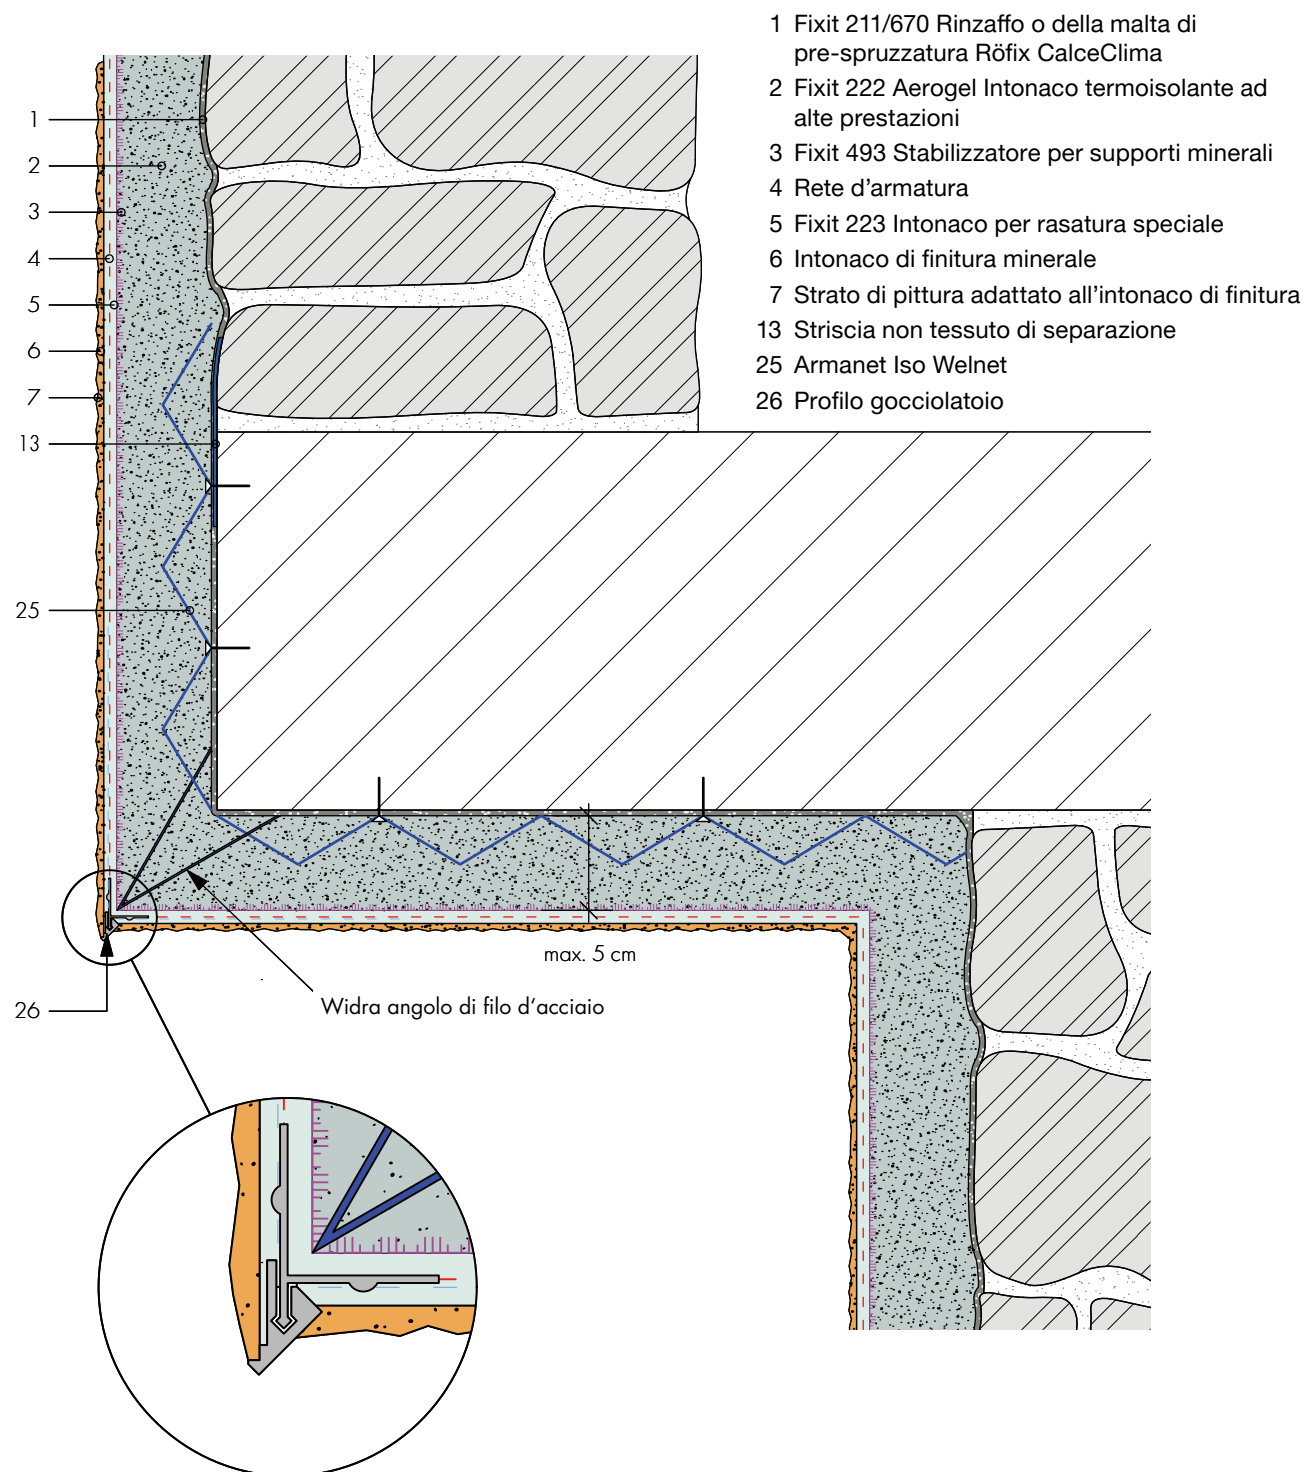 1 Fixit 211/670 Rinzaffo o della malta di
pre-spruzzatura Röfix CalceClima
2 Fixit 222 Aerogel Intonaco termoisolante ad
alte prestazioni
3 Fixit 493 Stabilizzatore per supporti minerali
4 Rete d’armatura
5 Fixit 223 Intonaco per rasatura speciale
6 Intonaco di finitura minerale
7 Strato di pittura adattato all’intonaco di finitura
13 Striscia non tessuto di separazione
25 Armanet Iso Welnet
26 Profilo gocciolatoio
1
2
3
4
5
6
7
13
25
max. 5 cm
Widra angolo di filo d’acciaio
26